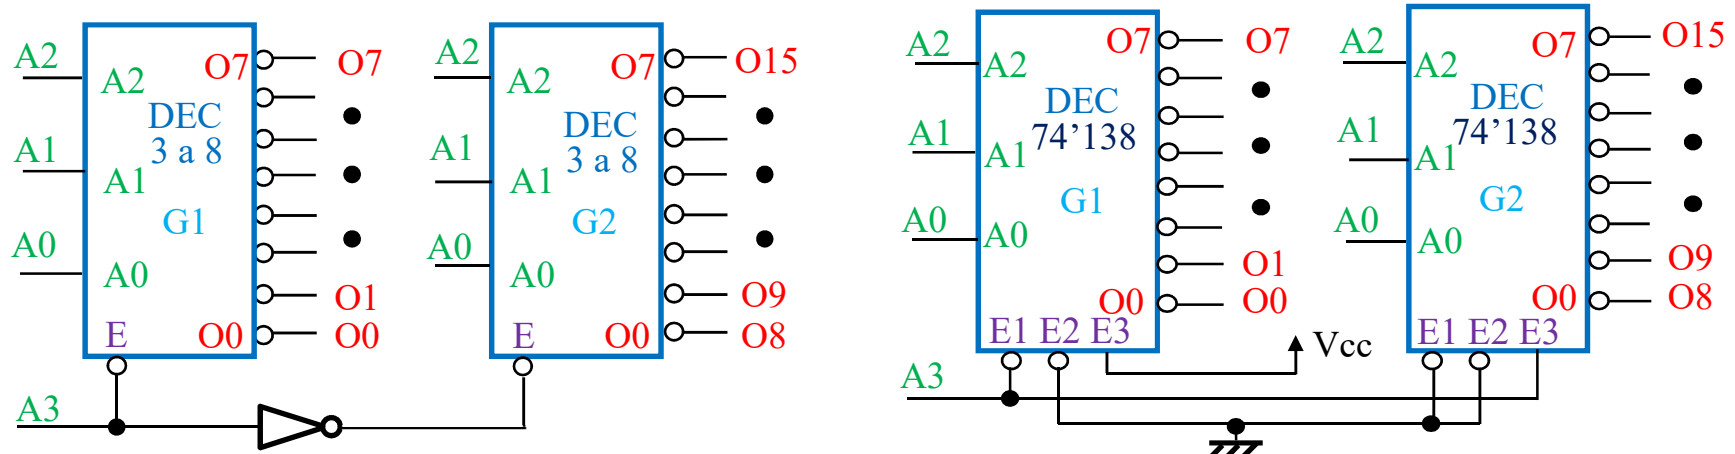 A2
A1
A0
A2
DEC
3 a 8
A1
G1
A0
E
O7
O0
O7
O1
O0
A3
A2
A1
A0
A2
DEC
3 a 8
A1
G2
A0
E
O7
O0
O15
O9
O8
A2
A1
A0
A2
DEC
74’138
A1
G1
A0
O7
O0
E1 E2 E3
O7
O1
O0
Vcc
A3
A2
A1
A0
A2
DEC
74’138
A1
G2
A0
O7
O0
E1 E2 E3
O15
O9
O8